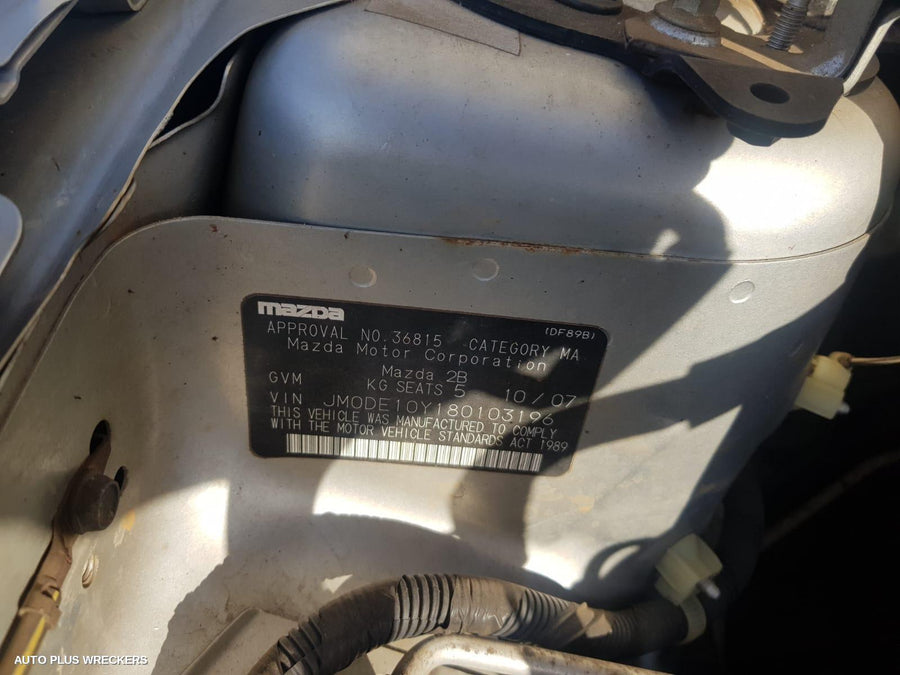 mazda
(DF89B)
APPROVAL NO.36815 CATEGORY MA
Mazda Motor Corporation
Mazda 2B
GVM KG SEATS 5 10/07
VIN JM0DE10Y180103196
THIS VEHICLE WAS MANUFACTURED TO COMPLY
WITH THE MOTOR VEHICLE STANDARDS ACT 1989
AUTO PLUS WRECKERS